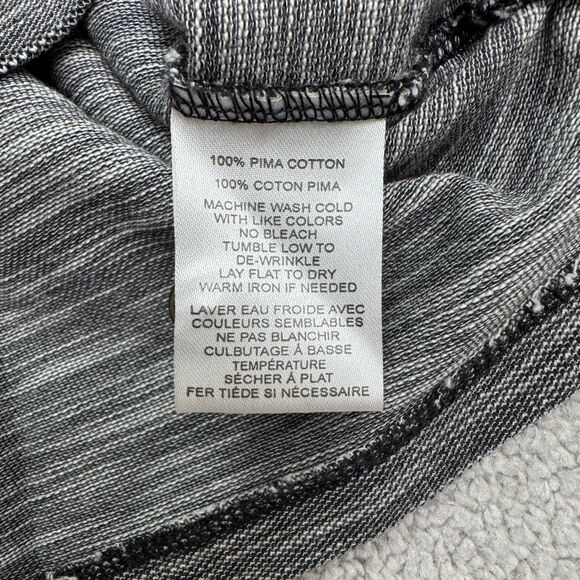 100% PIMA COTTON
100% COTON PIMA
MACHINE WASH COLD
WITH LIKE COLORS
NO BLEACH
TUMBLE LOW TO
DE-WRINKLE
LAY FLAT TO DRY
WARM IRON IF NEEDED
LAVER EAU FROIDE AVEC
COULEURS SEMBLABLES
NE PAS BLANCHIR
CULBUTAGE Á BASSE
TEMPÉRATURE
SÉCHER Á PLAT
FER TIÉDE SI NÉCESSAIRE